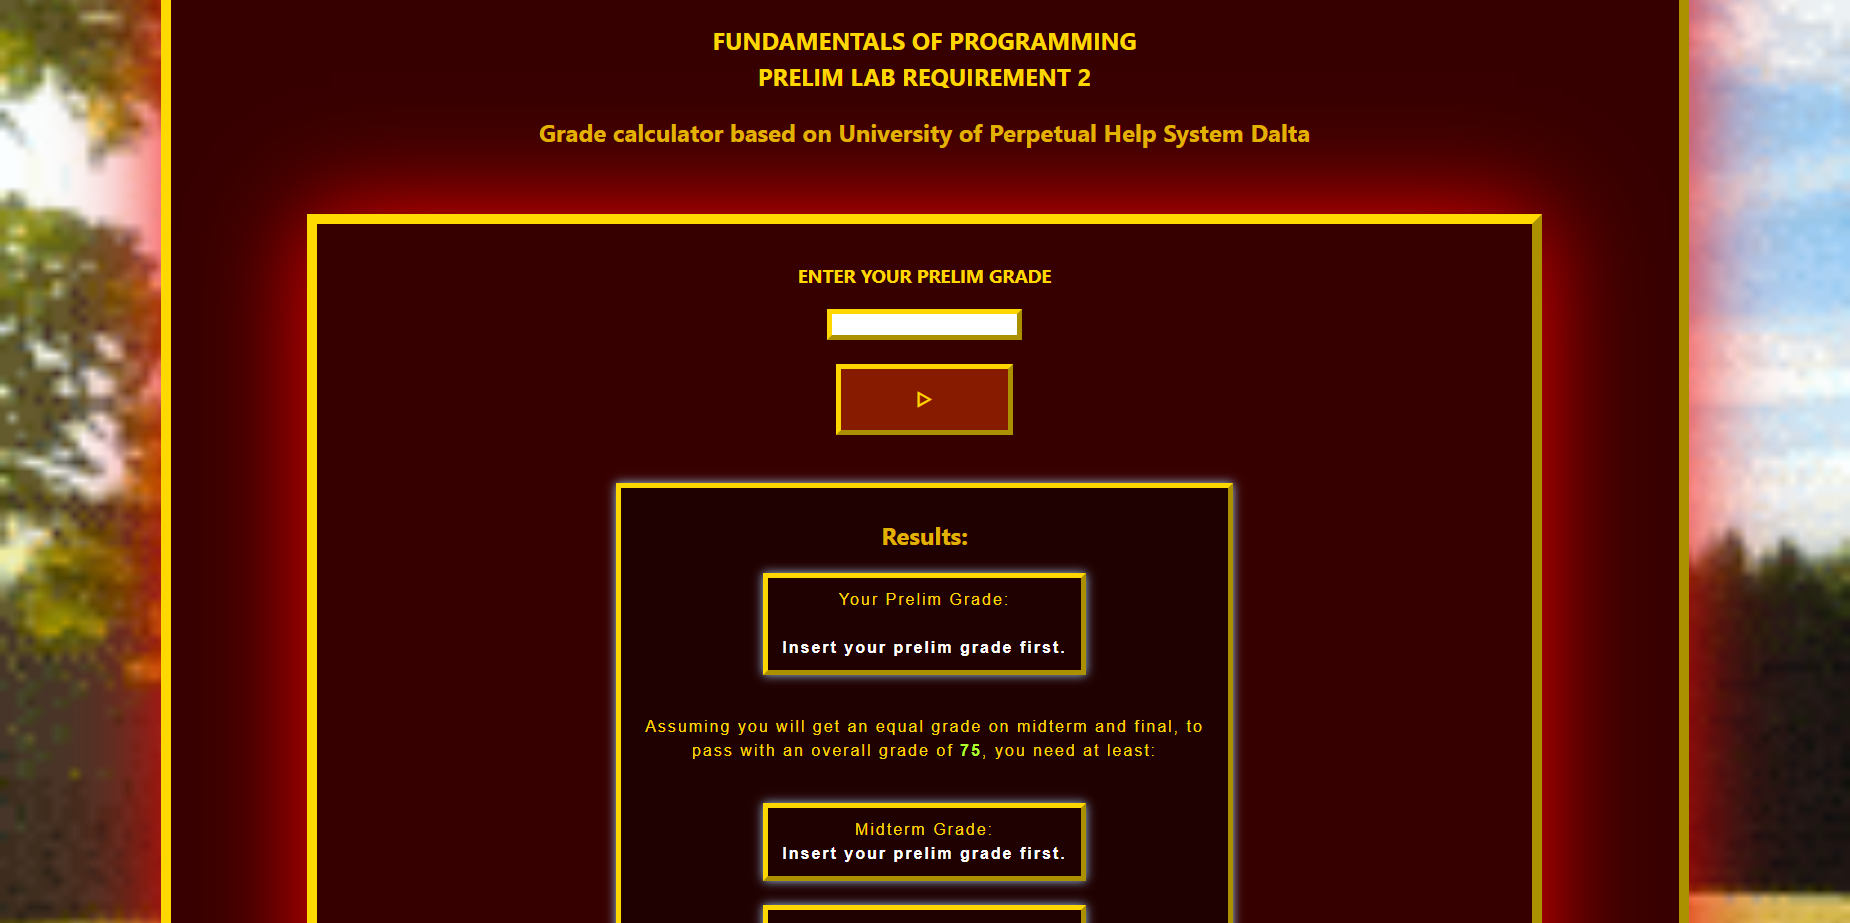 FUNDAMENTALS OF PROGRAMMING
PRELIM LAB REQUIREMENT 2
Grade calculator based on University of Perpetual Help System Dalta
ENTER YOUR PRELIM GRADE
Results:
Your Prelim Grade:
Insert your prelim grade first.
Assuming you will get an equal grade on midterm and final, to
pass with an overall grade of 75, you need at least:
Midterm Grade:
Insert your prelim grade first.